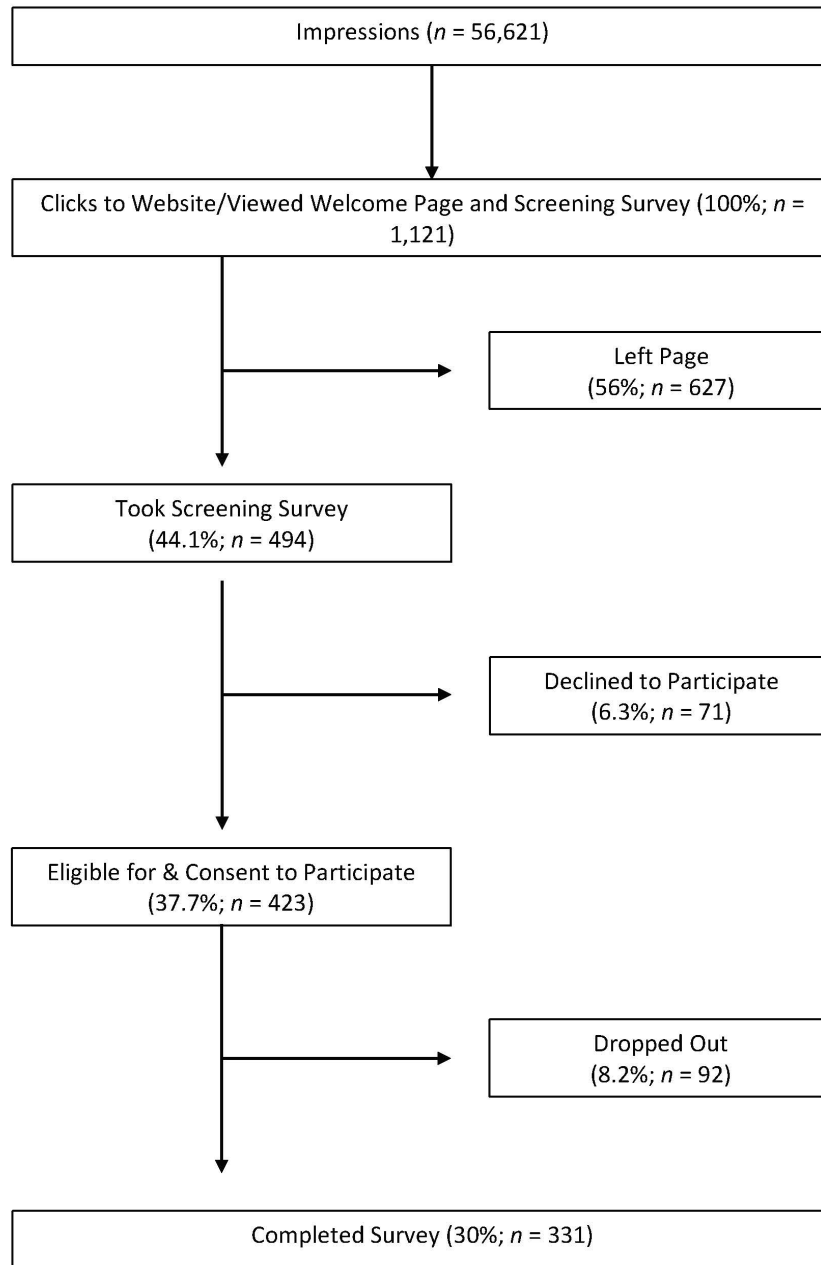 Impressions (n = 56,621)
Clicks to Website/Viewed Welcome Page and Screening Survey (100%; n =
1,121)
Left Page
(56%; n = 627)
Took Screening Survey
(44.1%; n = 494)
Declined to Participate
(6.3%; n = 71)
Eligible for & Consent to Participate
(37.7%; n = 423)
Dropped Out
(8.2%; n = 92)
Completed Survey (30%; n = 331)